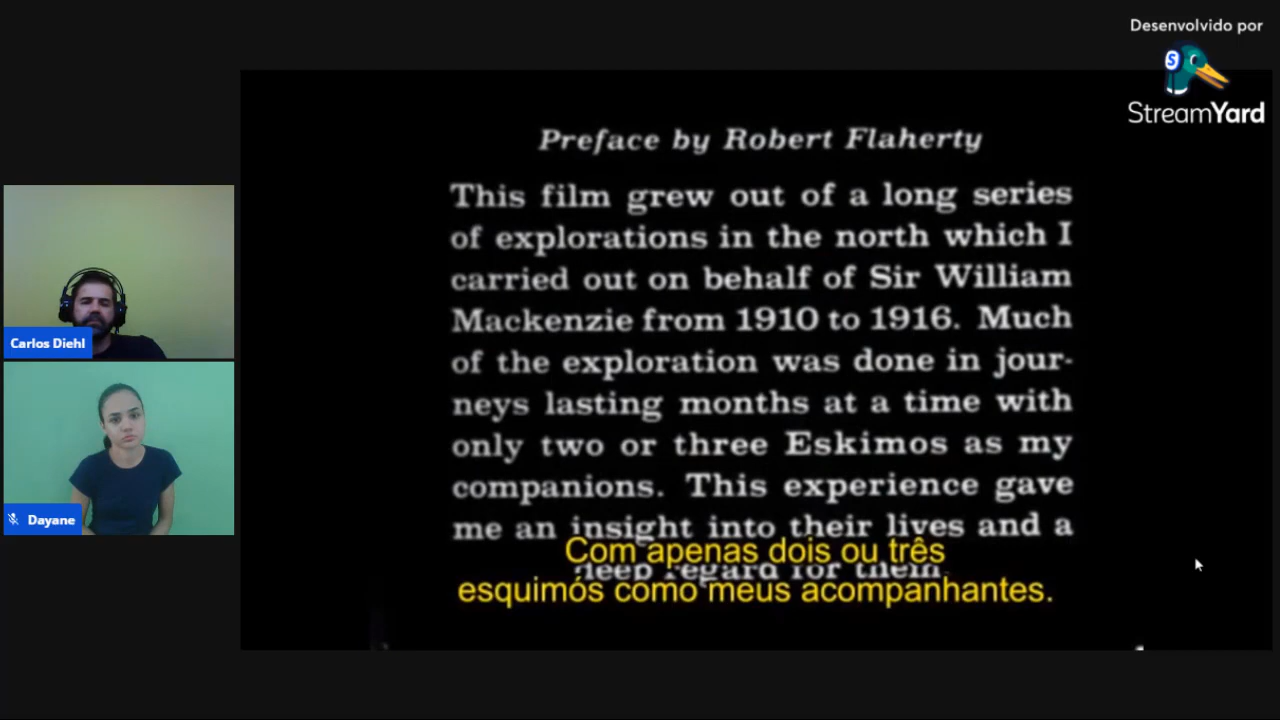 Desenvolvido por
StreamYard
Preface by Robert Flaherty
This film grew out of a long series
of explorations in the north which I
carried out on behalf of Sir William
Mackenzie from 1910 to 1916. Much
of the exploration was done in jour-
neys lasting months at a time with
only two or three Eskimos as my
companions. This experience gave
me an insight into their lives and a
deep regard for them.
Com apenas dois ou três
esquimós como meus acompanhantes.
Carlos Diehl
Dayane